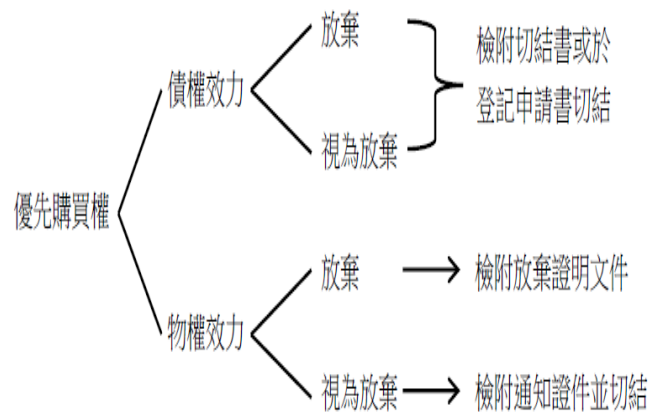 優先購買權
債權效力
放棄
視為放棄
檢附切結書或於
登記申請書切結
物權效力
放棄
檢附放棄證明文件
視為放棄
檢附通知證件並切結